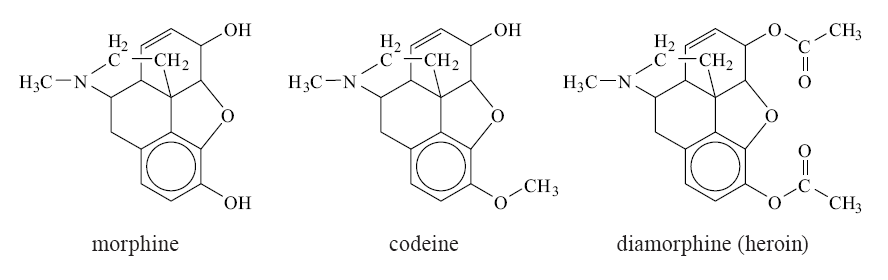 H2
C
CH2
H3C
N
OH
O
OH
morphine
H2
C
CH2
H3C
N
OH
O
O
CH3
codeine
H2
C
CH2
H3C
N
O
C
CH3
O
O
O
C
O
CH3
diamorphine (heroin)